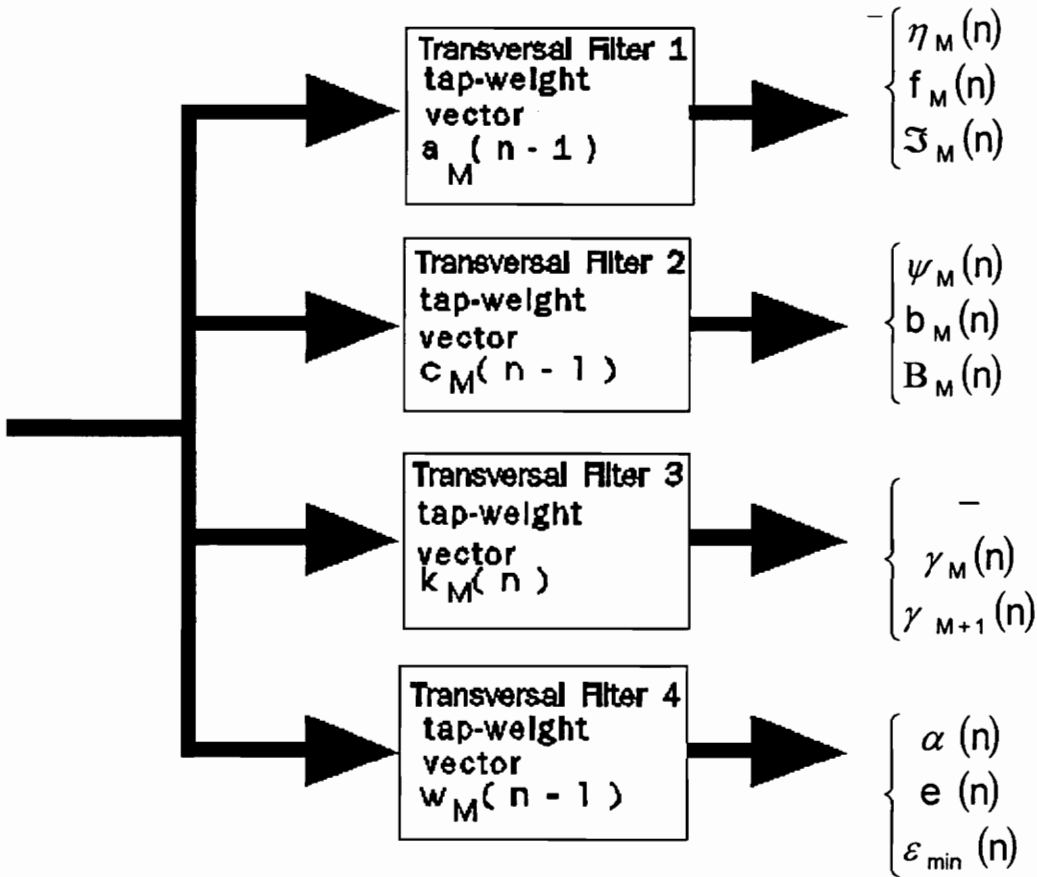 Transversal Filter 1
tap-weight
vector
a_M(n - 1)
η_M(n)
f_M(n)
ℑ_M(n)
Transversal Filter 2
tap-weight
vector
c_M(n - 1)
ψ_M(n)
b_M(n)
B_M(n)
Transversal Filter 3
tap-weight
vector
k_M(n)
–
γ_M(n)
γ_M+1(n)
Transversal Filter 4
tap-weight
vector
w_M(n - 1)
α (n)
e (n)
ε_min (n)